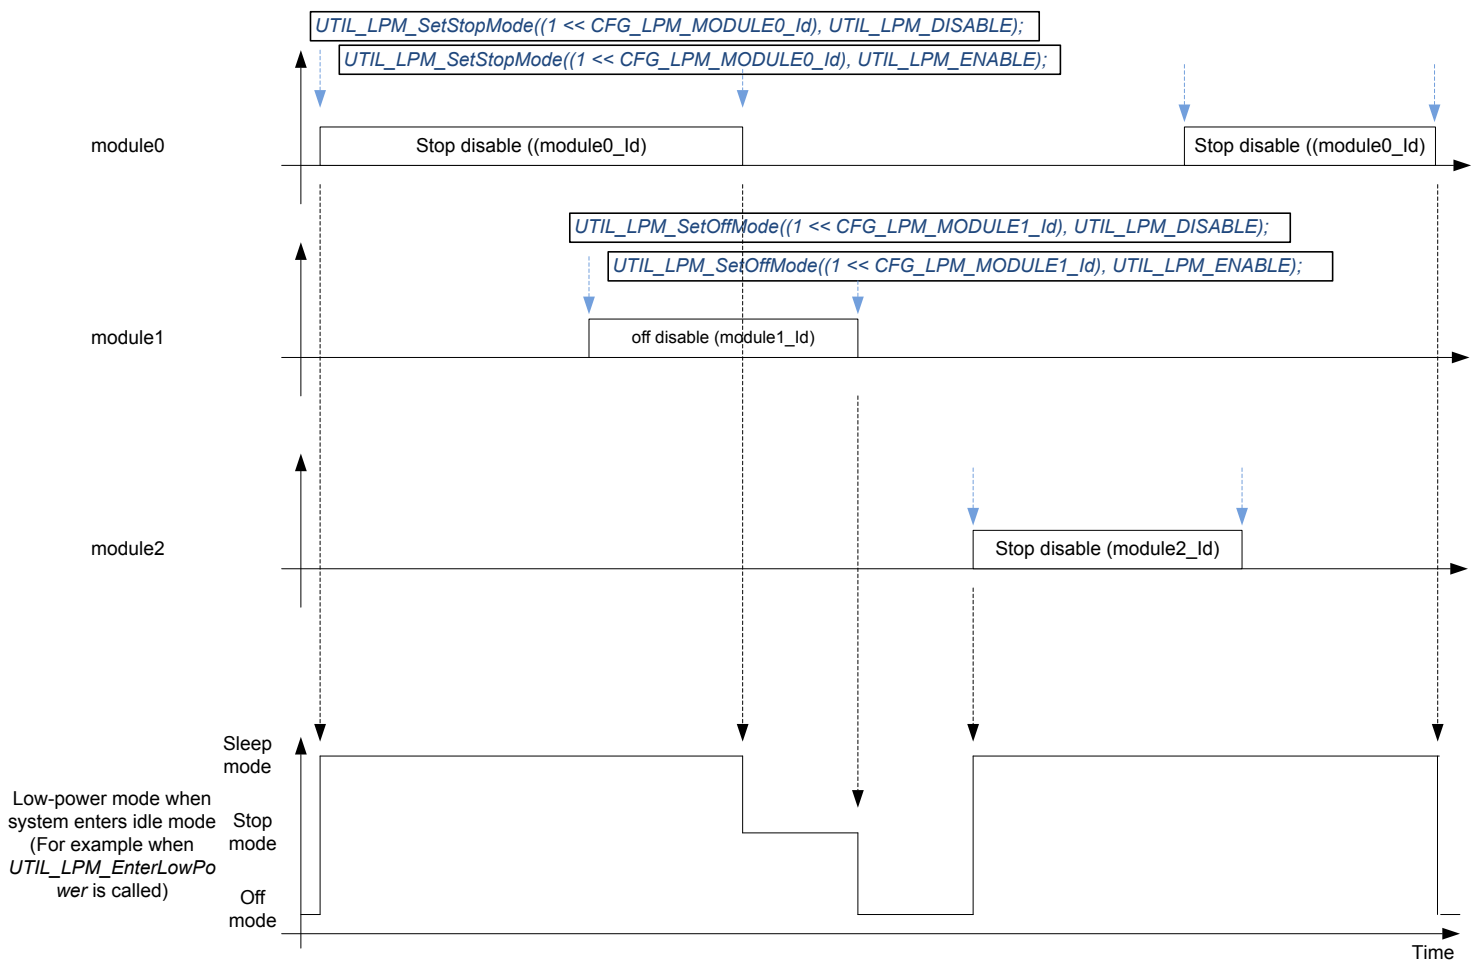 UTIL_LPM_SetStopMode((1 << CFG_LPM_MODULE0_Id), UTIL_LPM_DISABLE);
UTIL_LPM_SetStopMode((1 << CFG_LPM_MODULE0_Id), UTIL_LPM_ENABLE);
module0
Stop disable ((module0_Id)
Stop disable ((module0_Id)
UTIL_LPM_SetOffMode((1 << CFG_LPM_MODULE1_Id), UTIL_LPM_DISABLE);
UTIL_LPM_SetOffMode((1 << CFG_LPM_MODULE1_Id), UTIL_LPM_ENABLE);
module1
off disable (module1_Id)
module2
Stop disable (module2_Id)
Sleep
mode
Low-power mode when
system enters idle mode
(For example when
UTIL_LPM_EnterLowPo
wer is called)
Stop
mode
Off
mode
Time